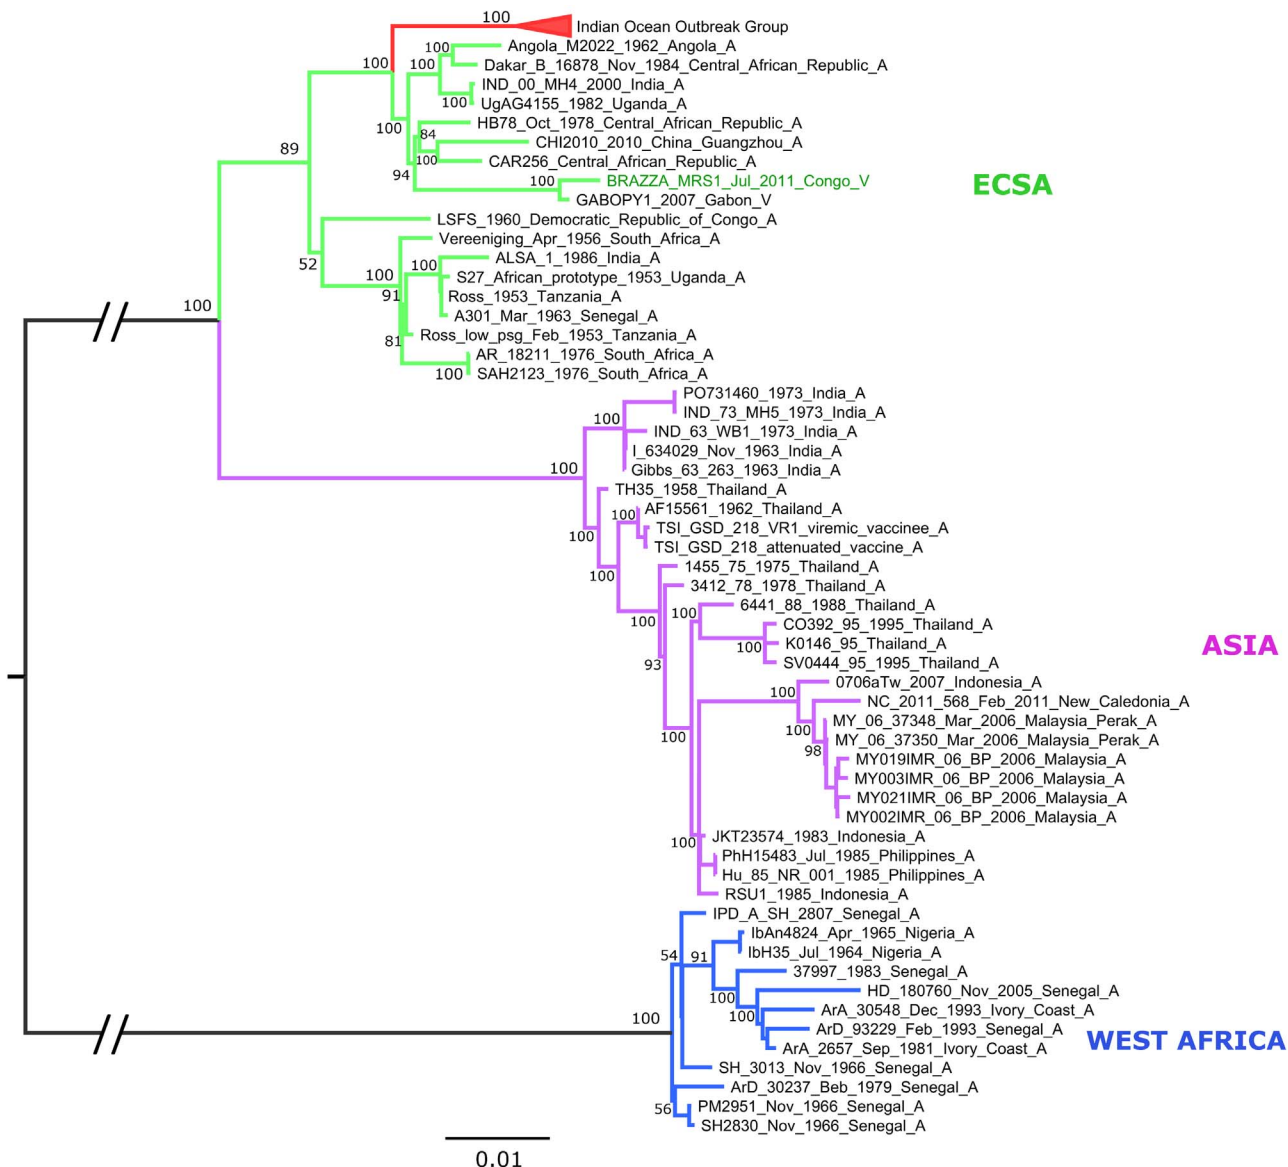 100
Indian Ocean Outbreak Group
100
Angola_M2022_1962_Angola_A
100
100
Dakar_B_16878_Nov_1984_Central_African_Republic_A
IND_00_MH4_2000_India_A
100
UgAG4155_1982_Uganda_A
100
HB78_Oct_1978_Central_African_Republic_A
84
CHI2010_2010_China_Guangzhou_A
89
100
CAR256_Central_African_Republic_A
94
100
BRAZZA_MRS1_Jul_2011_Congo_V
ECSA
GABOPY1_2007_Gabon_V
LSFS_1960_Democratic_Republic_of_Congo_A
Vereeniging_Apr_1956_South_Africa_A
52
100
100
ALSA_1_1986_India_A
S27_African_prototype_1953_Uganda_A
91
Ross_1953_Tanzania_A
100
A301_Mar_1963_Senegal_A
81
Ross_low_psg_Feb_1953_Tanzania_A
AR_18211_1976_South_Africa_A
100
SAH2123_1976_South_Africa_A
PO731460_1973_India_A
IND_73_MH5_1973_India_A
100
IND_63_WB1_1973_India_A
I_634029_Nov_1963_India_A
100
Gibbs_63_263_1963_India_A
TH35_1958_Thailand_A
AF15561_1962_Thailand_A
100
100
TSI_GSD_218_VR1_viremic_vaccinee_A
TSI_GSD_218_attenuated_vaccine_A
100
1455_75_1975_Thailand_A
3412_78_1978_Thailand_A
100
100
6441_88_1988_Thailand_A
CO392_95_1995_Thailand_A
100
K0146_95_Thailand_A
ASIA
93
SV0444_95_1995_Thailand_A
100
0706aTw_2007_Indonesia_A
NC_2011_568_Feb_2011_New_Caledonia_A
MY_06_37348_Mar_2006_Malaysia_Perak_A
100
100
MY_06_37350_Mar_2006_Malaysia_Perak_A
98
MY019IMR_06_BP_2006_Malaysia_A
MY003IMR_06_BP_2006_Malaysia_A
MY021IMR_06_BP_2006_Malaysia_A
MY002IMR_06_BP_2006_Malaysia_A
100
JKT23574_1983_Indonesia_A
PhH15483_Jul_1985_Philippines_A
Hu_85_NR_001_1985_Philippines_A
RSU1_1985_Indonesia_A
IPD_A_SH_2807_Senegal_A
IbAn4824_Apr_1965_Nigeria_A
54
91
IbH35_Jul_1964_Nigeria_A
37997_1983_Senegal_A
100
HD_180760_Nov_2005_Senegal_A
100
100
ArA_30548_Dec_1993_Ivory_Coast_A
ArD_93229_Feb_1993_Senegal_A
WEST AFRICA
ArA_2657_Sep_1981_Ivory_Coast_A
SH_3013_Nov_1966_Senegal_A
ArD_30237_Beb_1979_Senegal_A
56
PM2951_Nov_1966_Senegal_A
SH2830_Nov_1966_Senegal_A
0.01